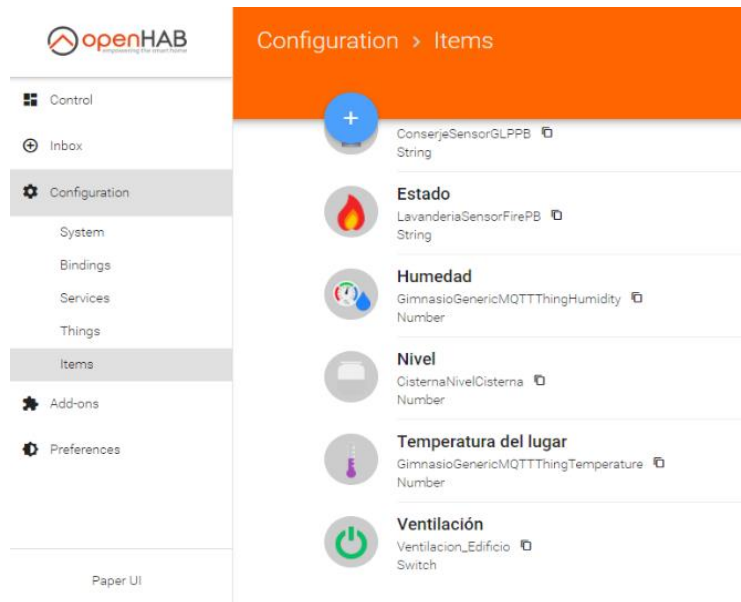 openHAB
empowering the smart home
Configuration > Items
Control
Inbox
Configuration
System
Bindings
Services
Things
Items
Add-ons
Preferences
Paper UI
ConserjeSensorGLPPB
String
Estado
LavanderiaSensorFirePB
String
Humedad
GimnasioGenericMQTTThingHumidity
Number
Nivel
CisternaNivelCisterna
Number
Temperatura del lugar
GimnasioGenericMQTTThingTemperature
Number
Ventilación
Ventilacion_Edificio
Switch